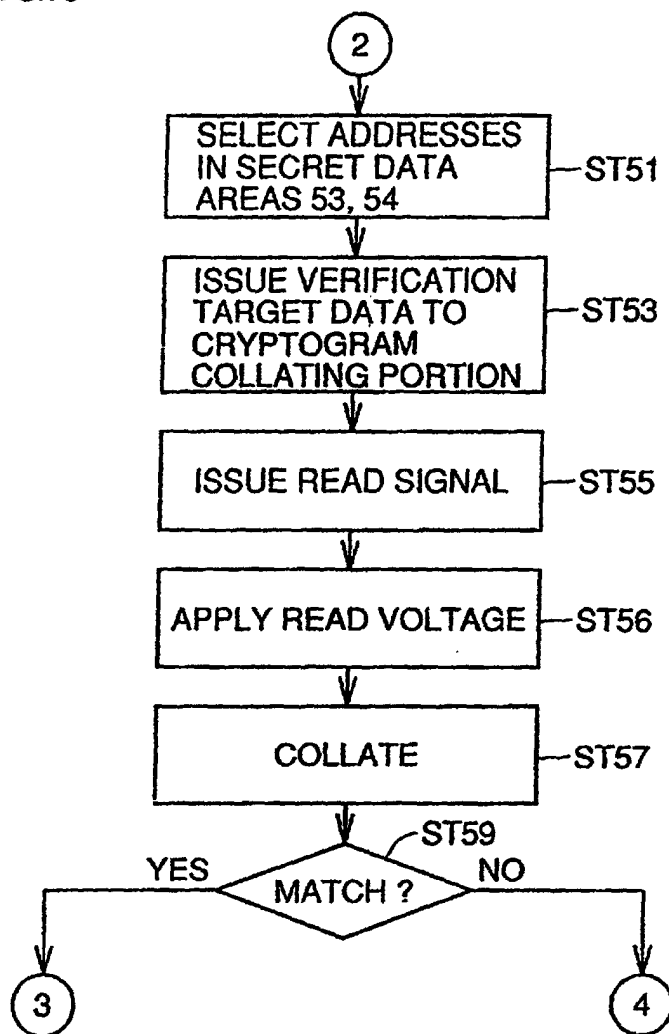 2
SELECT ADDRESSES
IN SECRET DATA
AREAS 53, 54
ST51
ISSUE VERIFICATION
TARGET DATA TO
CRYPTOGRAM
COLLATING PORTION
ST53
ISSUE READ SIGNAL
ST55
APPLY READ VOLTAGE
ST56
COLLATE
ST57
ST59
YES
MATCH ?
NO
3
4